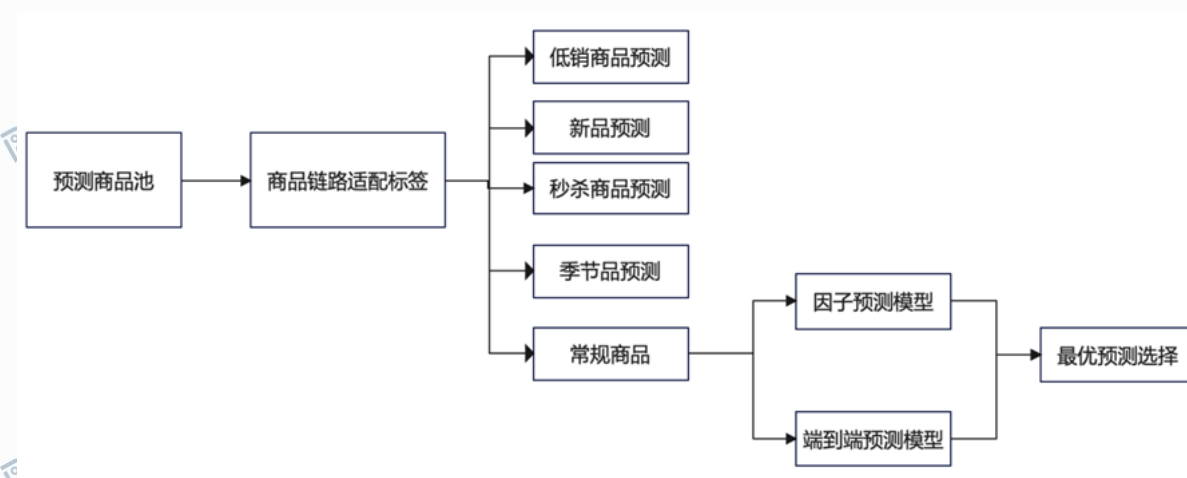 低销商品预测
新品预测
预测商品池
商品链路适配标签
秒杀商品预测
季节品预测
因子预测模型
常规商品
最优预测选择
端到端预测模型